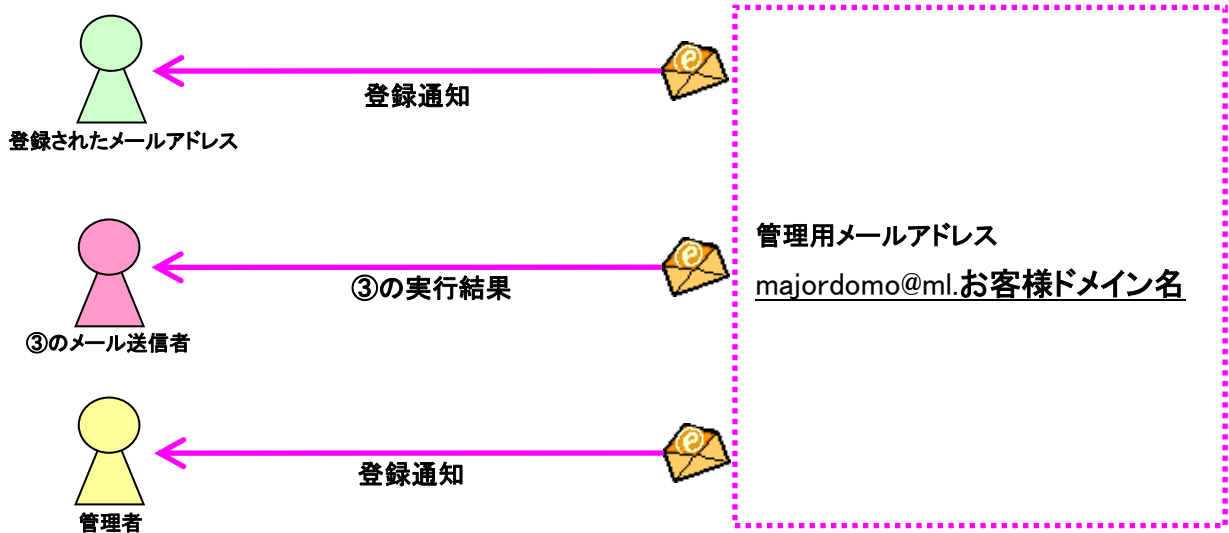 登録通知
登録されたメールアドレス
管理用メールアドレス
majordomo@ml.お客様ドメイン名
③の実行結果
③のメール送信者
登録通知
管理者